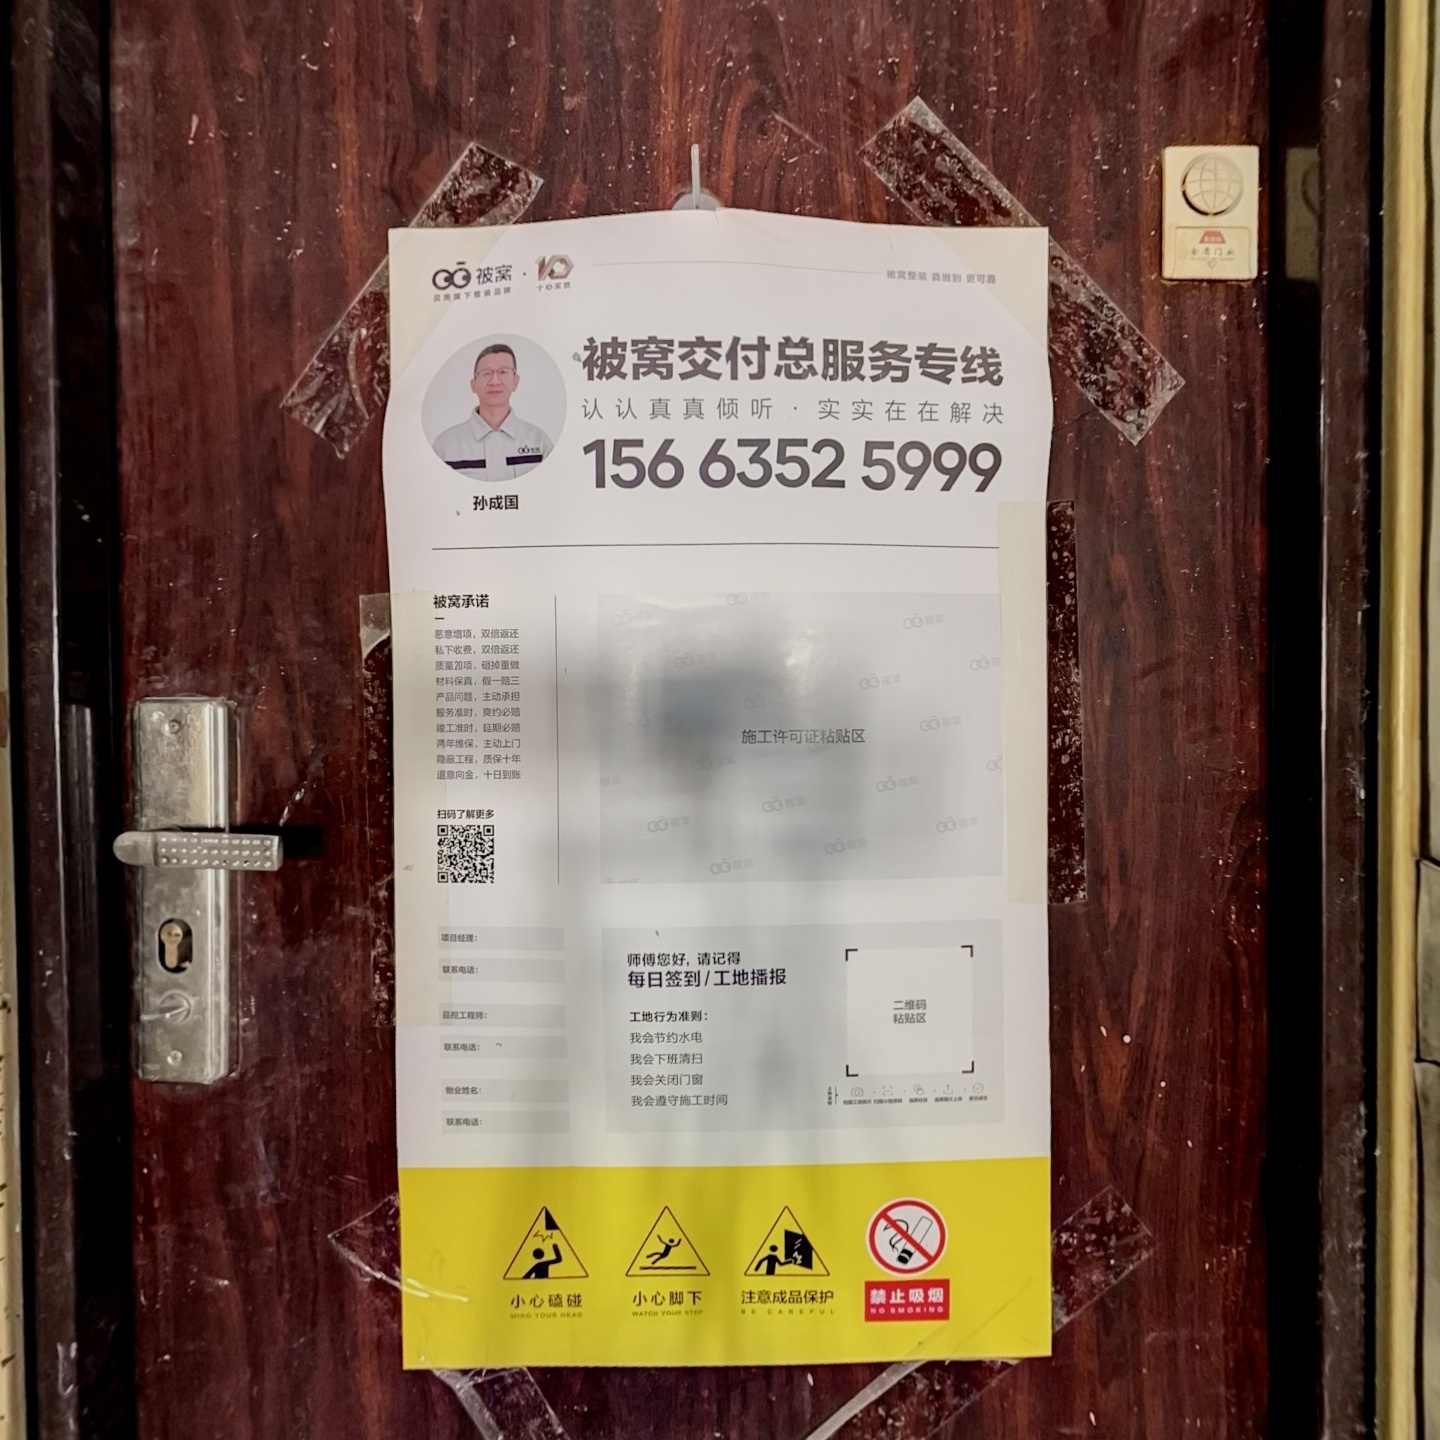 被窝 · 10
贝壳旗下整装品牌
十心实意
被窝整装 真做到 更可靠
被窝交付总服务专线
认认真真倾听 · 实实在在解决
156 6352 5999
孙成国
被窝承诺
恶意增项，双倍返还
私下收费，双倍返还
质量20项，砸掉重做
材料保真，假一赔三
产品问题，主动承担
服务准时，爽约必赔
竣工准时，延期必赔
两年维保，主动上门
隐蔽工程，质保十年
退意向金，十日到账
扫码了解更多
施工许可证粘贴区
项目经理：
联系电话：
品控工程师：
联系电话：
物业姓名：
联系电话：
师傅您好，请记得
每日签到/工地播报
工地行为准则：
我会节约水电
我会下班清扫
我会关闭门窗
我会遵守施工时间
二维码
粘贴区
小心磕碰
MIND YOUR HEAD
小心脚下
WATCH YOUR STEP
注意成品保护
BE CAREFUL
禁止吸烟
NO SMOKING